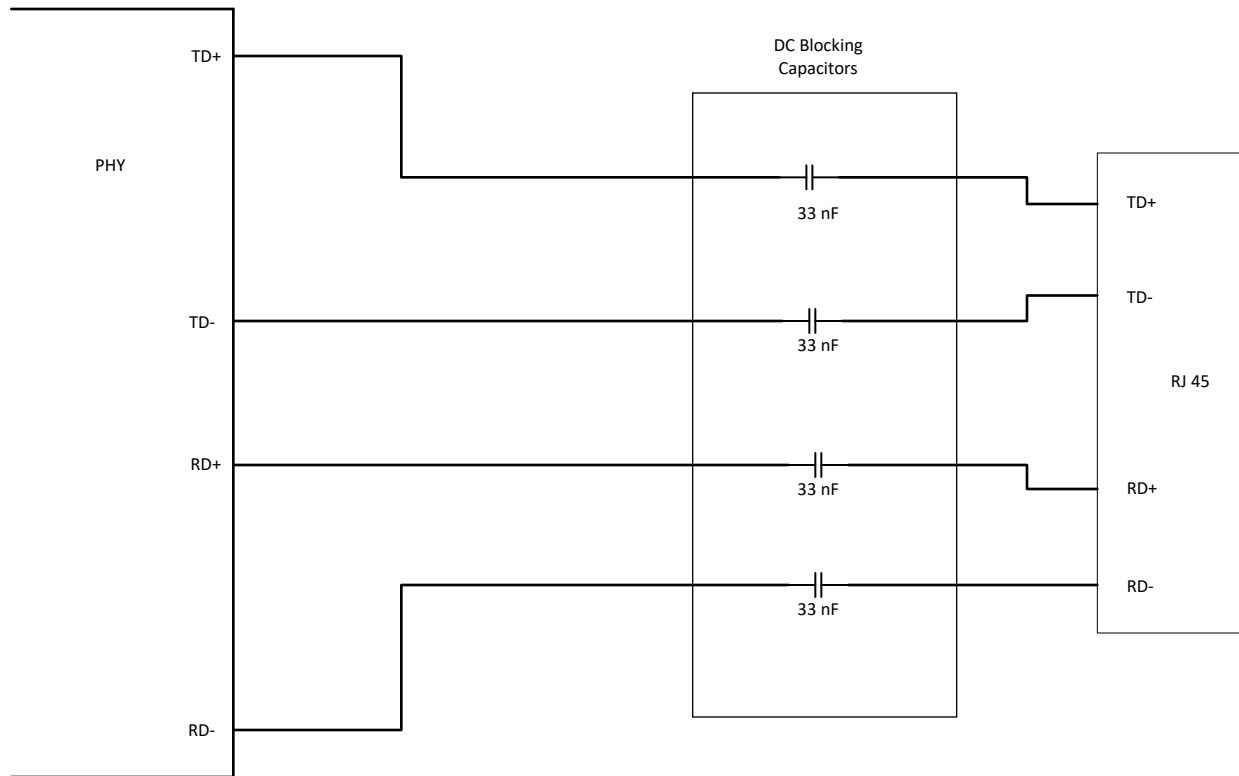 TD+
DC Blocking
Capacitors
PHY
33 nF
TD+
TD-
TD-
33 nF
RJ 45
RD+
33 nF
RD+
RD-
33 nF
RD-